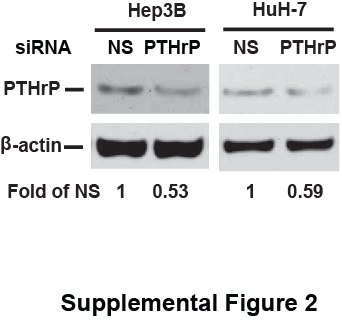 Hep3B HuH-7
siRNA NS PTHrP NS PTHrP
PTHrP
β-actin
Fold of NS 1 0.53 1 0.59
Supplemental Figure 2